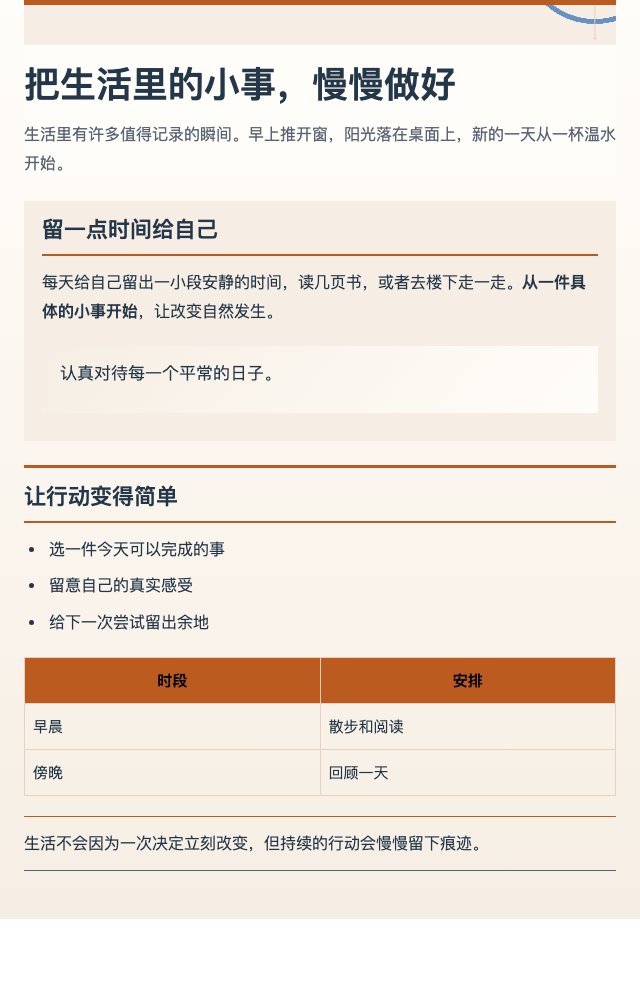 把生活里的小事，慢慢做好
生活里有许多值得记录的瞬间。早上推开窗，阳光落在桌面上，新的一天从一杯温水
开始。
留一点时间给自己
每天给自己留出一小段安静的时间，读几页书，或者去楼下走一走。从一件具
体的小事开始，让改变自然发生。
认真对待每一个平常的日子。
让行动变得简单
• 选一件今天可以完成的事
• 留意自己的真实感受
• 给下一次尝试留出余地
时段 安排
早晨 散步和阅读
傍晚 回顾一天
生活不会因为一次决定立刻改变，但持续的行动会慢慢留下痕迹。